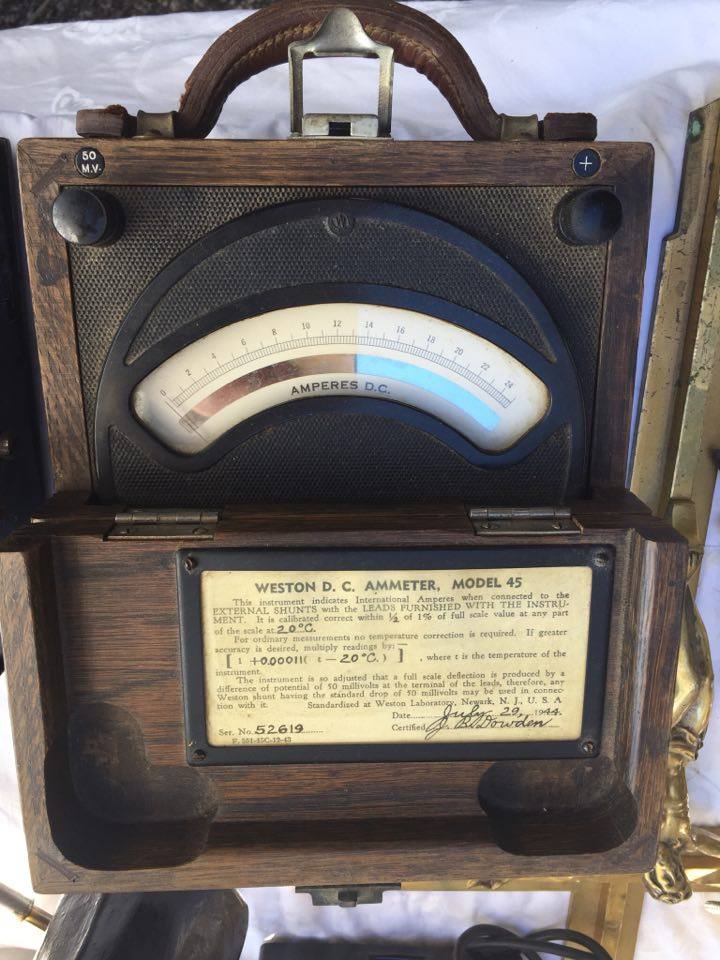 50
M.V.
+
0 2 4 6 8 10 12 14 16 18 20 22 24
AMPERES D.C.
WESTON D. C. AMMETER, MODEL 45
This instrument indicates International Amperes when connected to the
EXTERNAL SHUNTS with the LEADS FURNISHED WITH THE INSTRU-
MENT. It is calibrated correct within ½ of 1% of full scale value at any part
of the scale at 20°C.
For ordinary measurements no temperature correction is required. If greater
accuracy is desired, multiply readings by:—
[ 1 +0.00011( t — 20°C.) ] , where t is the temperature of the
instrument.
The instrument is so adjusted that a full scale deflection is produced by a
difference of potential of 50 millivolts at the terminal of the leads, therefore, any
Weston shunt having the standard drop of 50 millivolts may be used in connec-
tion with it. Standardized at Weston Laboratory, Newark, N. J., U. S. A
Date July 29, 1944
Ser. No. 52619 Certified J. B. Dowden